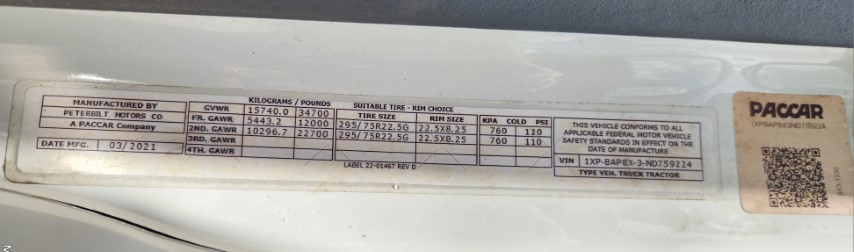 MANUFACTURED BY
PETERBILT MOTORS CO
A PACCAR Company
DATE MFG. 03/2021
KILOGRAMS / POUNDS
GVWR 15740.0 34700
FR. GAWR 5443.2 12000
2ND. GAWR 10296.7 22700
3RD. GAWR
4TH. GAWR
SUITABLE TIRE - RIM CHOICE
TIRE SIZE RIM SIZE KPA COLD PSI
295/75R22.5G 22.5X8.25 760 110
295/75R22.5G 22.5X8.25 760 110
LABEL 22-01467 REV D
THIS VEHICLE CONFORMS TO ALL
APPLICABLE FEDERAL MOTOR VEHICLE
SAFETY STANDARDS IN EFFECT ON THE
DATE OF MANUFACTURE
VIN 1XP-BAP8X-3-ND759224
TYPE VEH. TRUCK TRACTOR
PACCAR
1XPBAP8X3ND759224